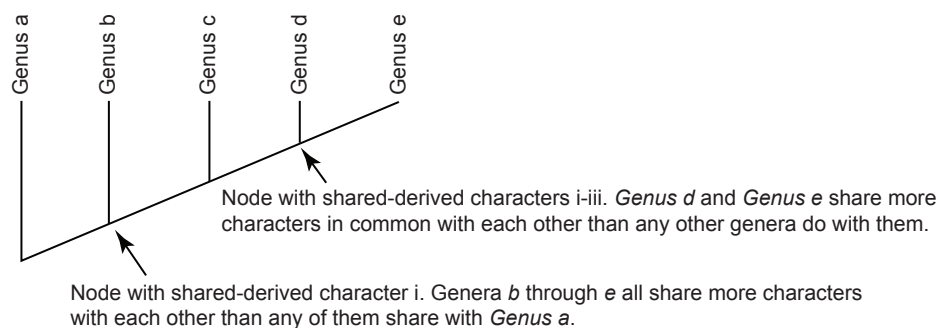 Genus a
Genus b
Genus c
Genus d
Genus e
Node with shared-derived characters i-iii. Genus d and Genus e share more
characters in common with each other than any other genera do with them.
Node with shared-derived character i. Genera b through e all share more characters
with each other than any of them share with Genus a.